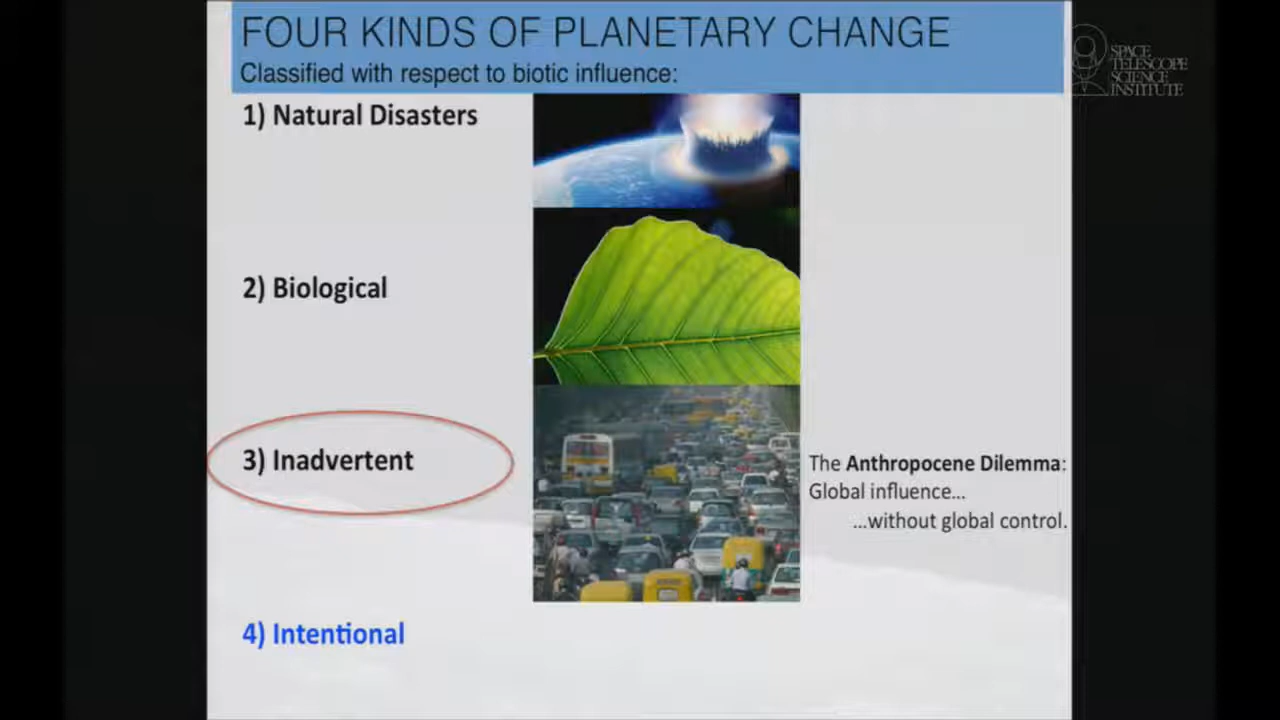 FOUR KINDS OF PLANETARY CHANGE
Classified with respect to biotic influence:
SPACE
TELESCOPE
SCIENCE
INSTITUTE
1) Natural Disasters
2) Biological
3) Inadvertent
The Anthropocene Dilemma:
Global influence...
...without global control.
4) Intentional